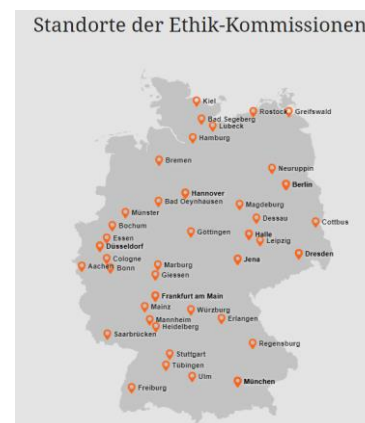 Standorte der Ethik-Kommissionen
Kiel
Rostock
Greifswald
Bad Segeberg
Lübeck
Hamburg
Bremen
Neuruppin
Berlin
Hannover
Bad Oeynhausen
Magdeburg
Münster
Dessau
Cottbus
Bochum
Göttingen
Halle
Essen
Leipzig
Düsseldorf
Dresden
Cologne
Jena
Aachen
Bonn
Marburg
Giessen
Frankfurt am Main
Mainz
Würzburg
Mannheim
Erlangen
Heidelberg
Saarbrücken
Regensburg
Stuttgart
Tübingen
Ulm
München
Freiburg